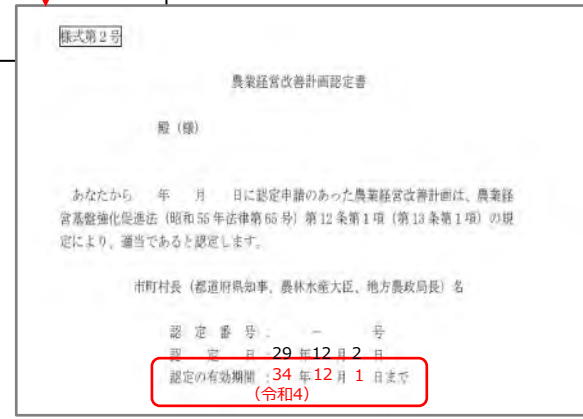 様式第2号
農業経営改善計画認定書
殿（様）
あなたから　年　月　日に認定申請のあった農業経営改善計画は、農業経
営基盤強化促進法（昭和55年法律第65号）第12条第1項（第13条第1項）の規
定により、適当であると認定します。
市町村長（都道府県知事、農林水産大臣、地方農政局長）名
認定番号：　－　号
認定日：29年12月2日
認定の有効期間：34年12月1日まで
（令和4）